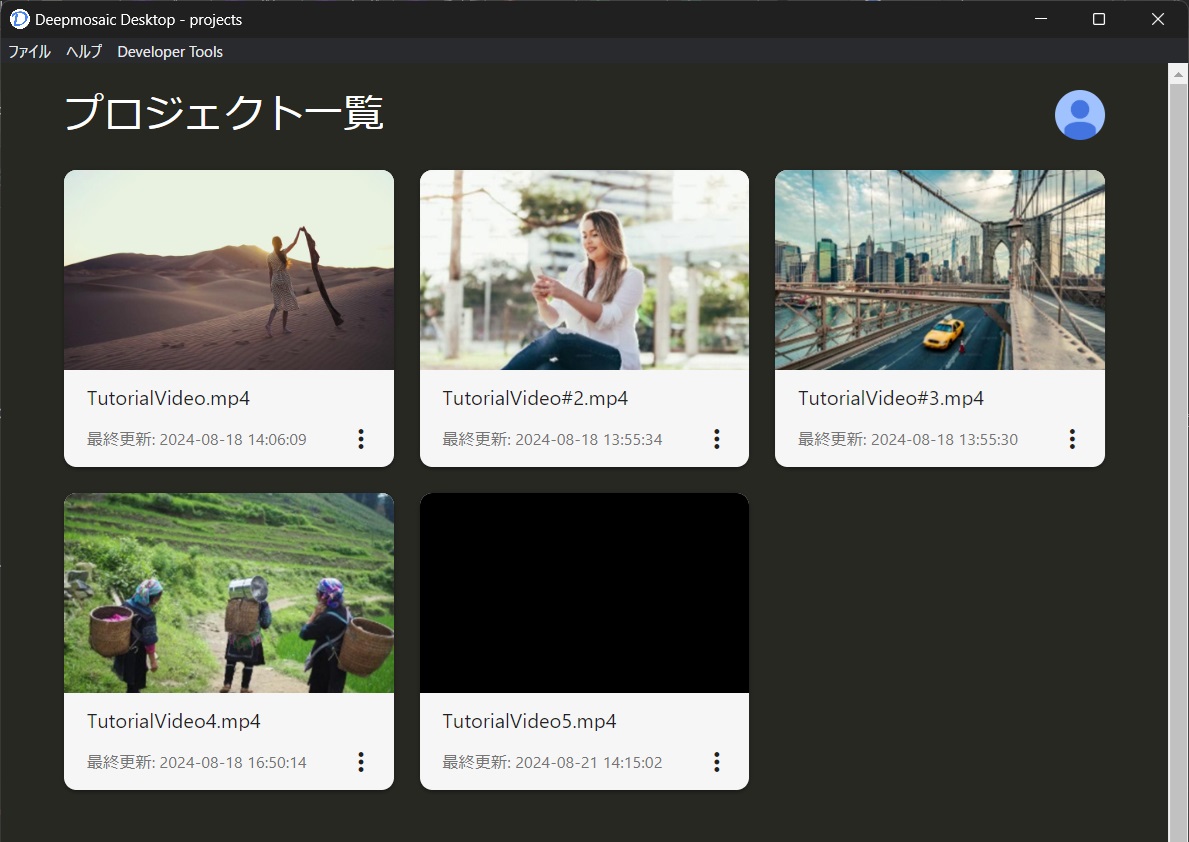 Deepmosaic Desktop - projects
ファイル ヘルプ Developer Tools
プロジェクト一覧
TutorialVideo.mp4
最終更新: 2024-08-18 14:06:09
TutorialVideo#2.mp4
最終更新: 2024-08-18 13:55:34
TutorialVideo#3.mp4
最終更新: 2024-08-18 13:55:30
TutorialVideo4.mp4
最終更新: 2024-08-18 16:50:14
TutorialVideo5.mp4
最終更新: 2024-08-21 14:15:02